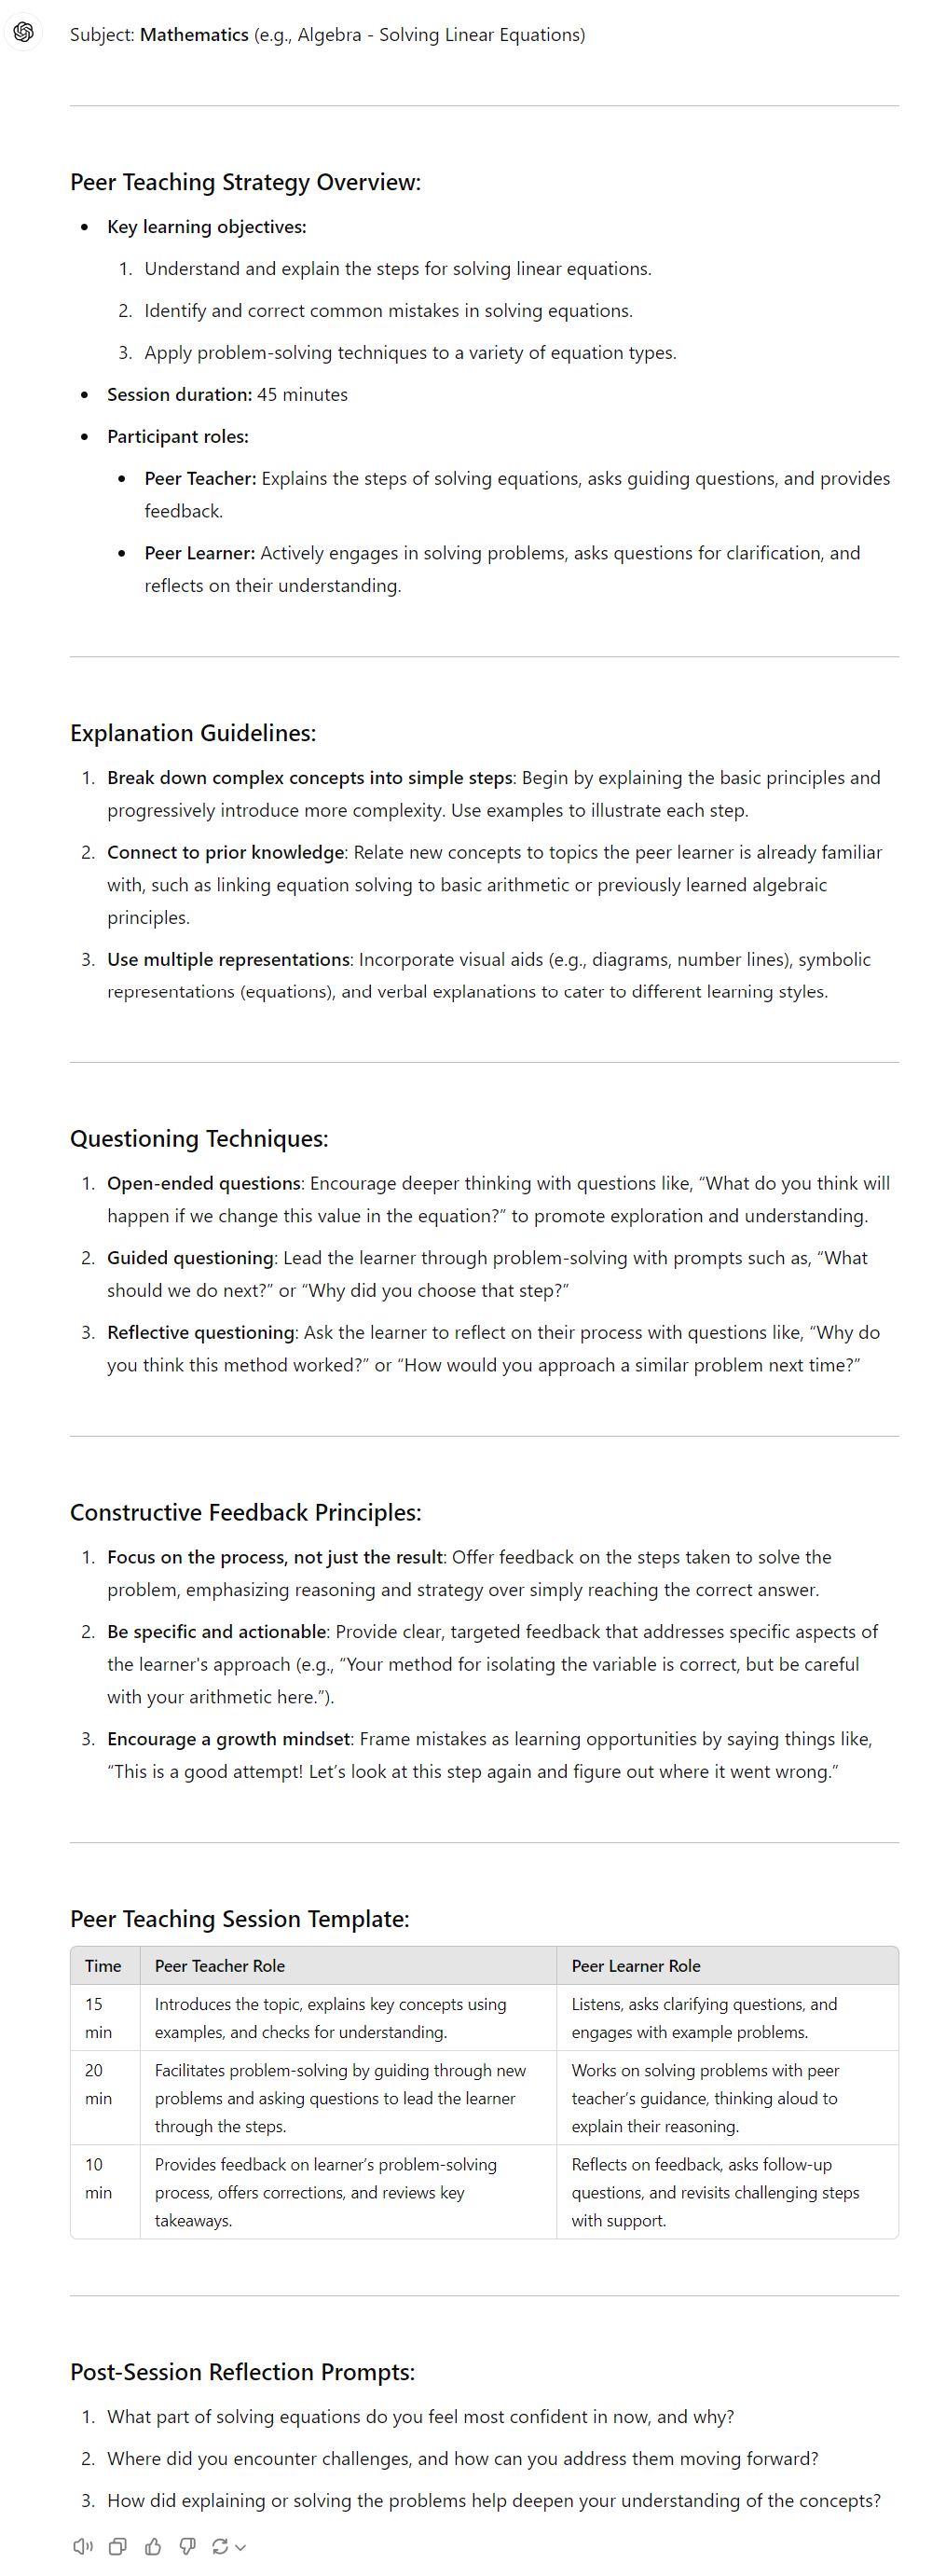 Subject: Mathematics (e.g., Algebra - Solving Linear Equations)
Peer Teaching Strategy Overview:
• Key learning objectives:
1. Understand and explain the steps for solving linear equations.
2. Identify and correct common mistakes in solving equations.
3. Apply problem-solving techniques to a variety of equation types.
• Session duration: 45 minutes
• Participant roles:
• Peer Teacher: Explains the steps of solving equations, asks guiding questions, and provides
feedback.
• Peer Learner: Actively engages in solving problems, asks questions for clarification, and
reflects on their understanding.
Explanation Guidelines:
1. Break down complex concepts into simple steps: Begin by explaining the basic principles and
progressively introduce more complexity. Use examples to illustrate each step.
2. Connect to prior knowledge: Relate new concepts to topics the peer learner is already familiar
with, such as linking equation solving to basic arithmetic or previously learned algebraic
principles.
3. Use multiple representations: Incorporate visual aids (e.g., diagrams, number lines), symbolic
representations (equations), and verbal explanations to cater to different learning styles.
Questioning Techniques:
1. Open-ended questions: Encourage deeper thinking with questions like, “What do you think will
happen if we change this value in the equation?” to promote exploration and understanding.
2. Guided questioning: Lead the learner through problem-solving with prompts such as, “What
should we do next?” or “Why did you choose that step?”
3. Reflective questioning: Ask the learner to reflect on their process with questions like, “Why do
you think this method worked?” or “How would you approach a similar problem next time?”
Constructive Feedback Principles:
1. Focus on the process, not just the result: Offer feedback on the steps taken to solve the
problem, emphasizing reasoning and strategy over simply reaching the correct answer.
2. Be specific and actionable: Provide clear, targeted feedback that addresses specific aspects of
the learner's approach (e.g., “Your method for isolating the variable is correct, but be careful
with your arithmetic here.”).
3. Encourage a growth mindset: Frame mistakes as learning opportunities by saying things like,
“This is a good attempt! Let’s look at this step again and figure out where it went wrong.”
Peer Teaching Session Template:
Time Peer Teacher Role Peer Learner Role
15 Introduces the topic, explains key concepts using Listens, asks clarifying questions, and
min examples, and checks for understanding. engages with example problems.
20 Facilitates problem-solving by guiding through new Works on solving problems with peer
min problems and asking questions to lead the learner teacher’s guidance, thinking aloud to
through the steps. explain their reasoning.
10 Provides feedback on learner’s problem-solving Reflects on feedback, asks follow-up
min process, offers corrections, and reviews key questions, and revisits challenging steps
takeaways. with support.
Post-Session Reflection Prompts:
1. What part of solving equations do you feel most confident in now, and why?
2. Where did you encounter challenges, and how can you address them moving forward?
3. How did explaining or solving the problems help deepen your understanding of the concepts?